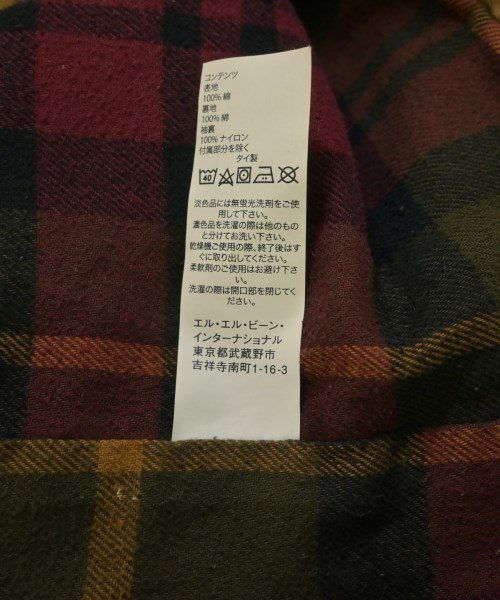 コンテンツ
表地
100% 綿
裏地
100% 綿
袖裏
100% ナイロン
付属部分を除く
タイ製
40
淡色品には無蛍光洗剤をご使
用して下さい。
濃色品を洗濯の際は他のもの
と分けてお洗い下さい。
乾燥機ご使用の際、終了後はす
ぐに取り出してください。
柔軟剤のご使用はお避け下さ
い。
洗濯の際は開口部を閉じてく
ださい。
エル・エル・ビーン・
インターナショナル
東京都武蔵野市
吉祥寺南町1-16-3